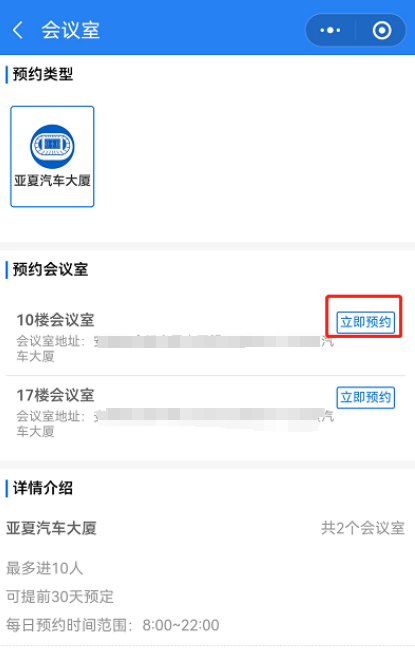 会议室
预约类型
亚夏汽车大厦
预约会议室
10楼会议室
立即预约
会议室地址：
汽
车大厦
17楼会议室
立即预约
会议室地址：
汽
车大厦
详情介绍
亚夏汽车大厦
共2个会议室
最多进10人
可提前30天预定
每日预约时间范围：8:00~22:00